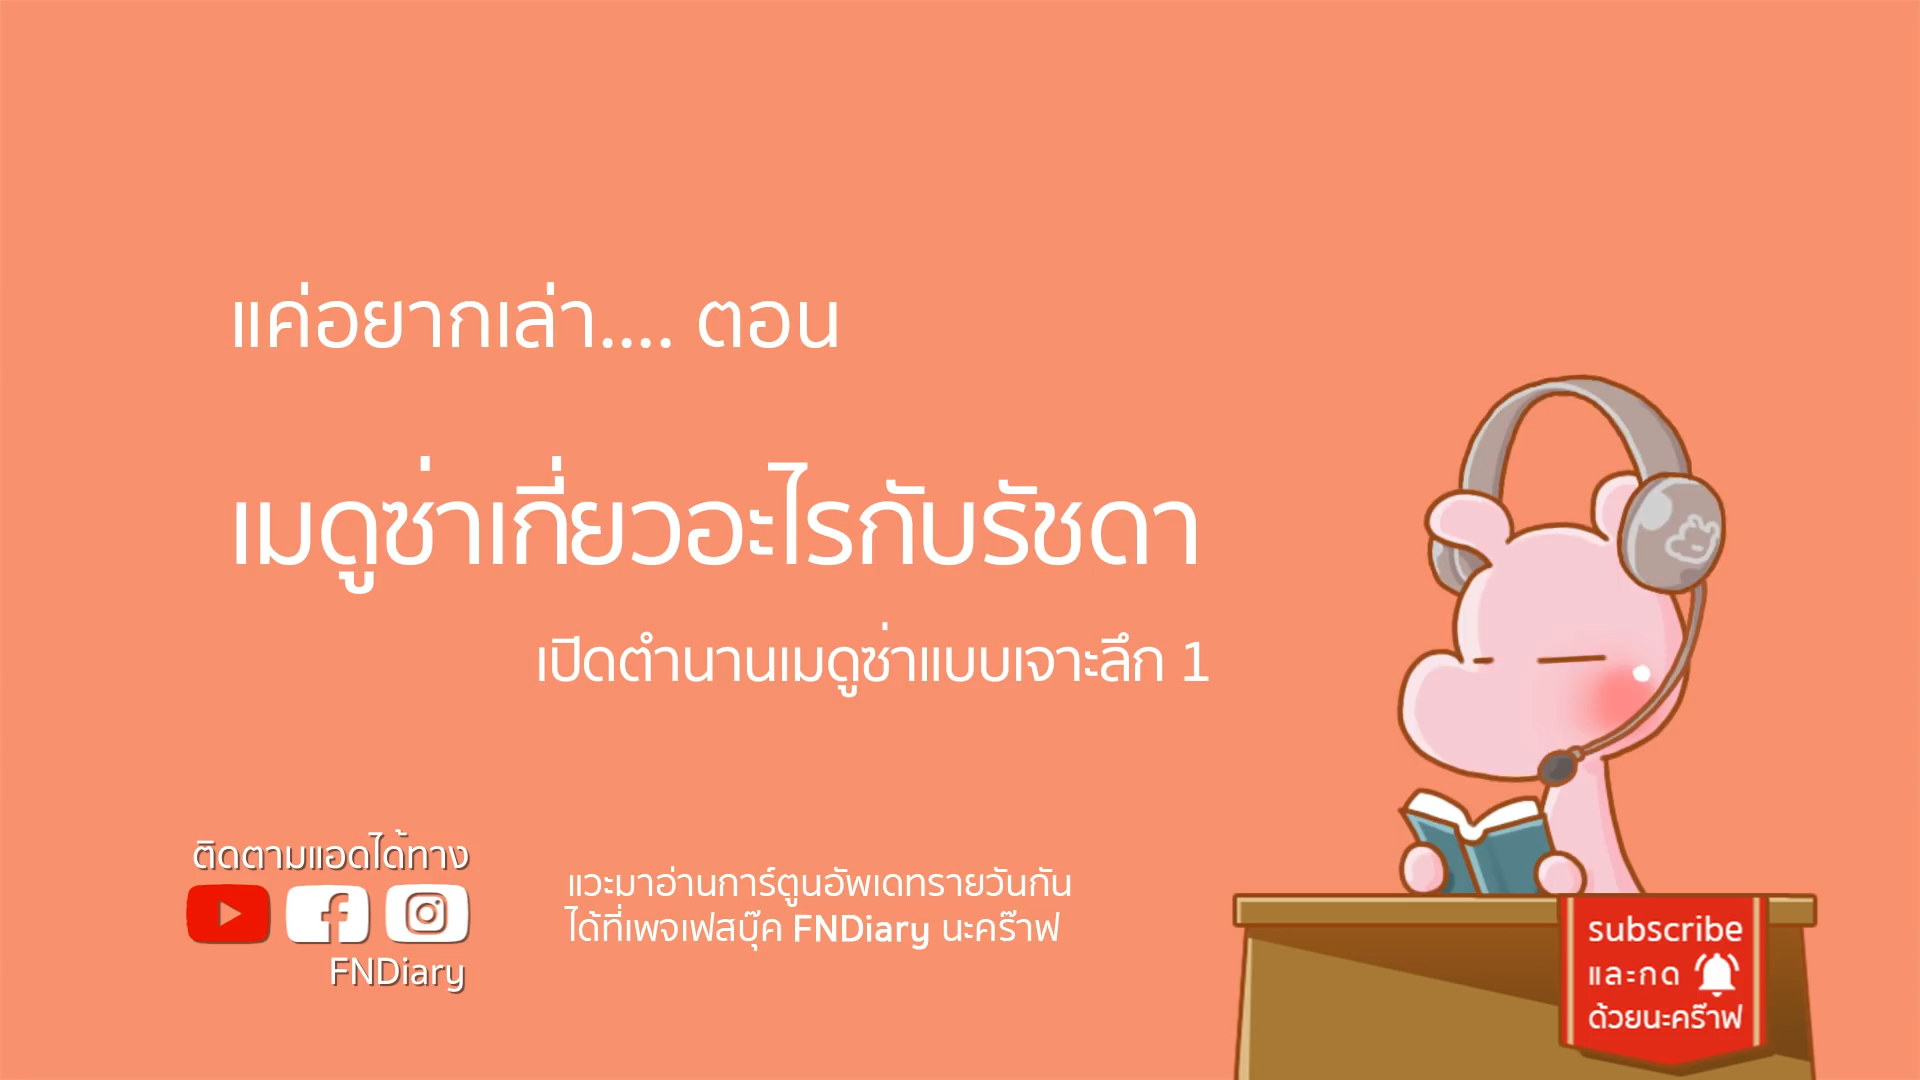 แค่อยากเล่า.... ตอน
เมดูซ่าเกี่ยวอะไรกับรัชดา
เปิดตำนานเมดูซ่าแบบเจาะลึก 1
ติดตามแอดได้ทาง
FNDiary
แวะมาอ่านการ์ตูนอัพเดทรายวันกัน
ได้ที่เพจเฟสบุ๊ค FNDiary นะคร๊าฟ
subscribe
และกด
ด้วยนะคร๊าฟ